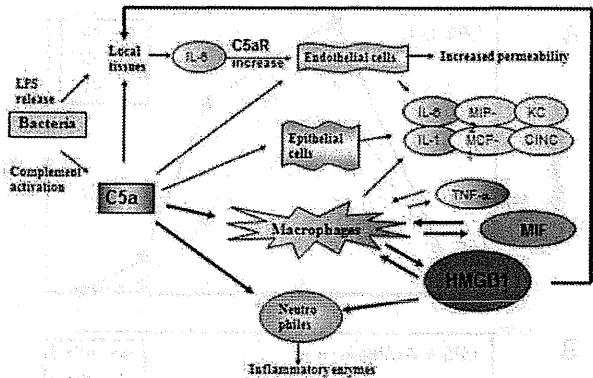 Local
tissues
IL-6
C5aR
increase
Endothelial cells
Increased permeability
LPS
release
Bacteria
Complement
activation
C5a
Epithelial
cells
IL-6
MIP-
KC
2
IL-1
MCP-
CINC
TNF-a
Macrophages
MIF
HMGB1
Neutro
philes
Inflammatory enzymes